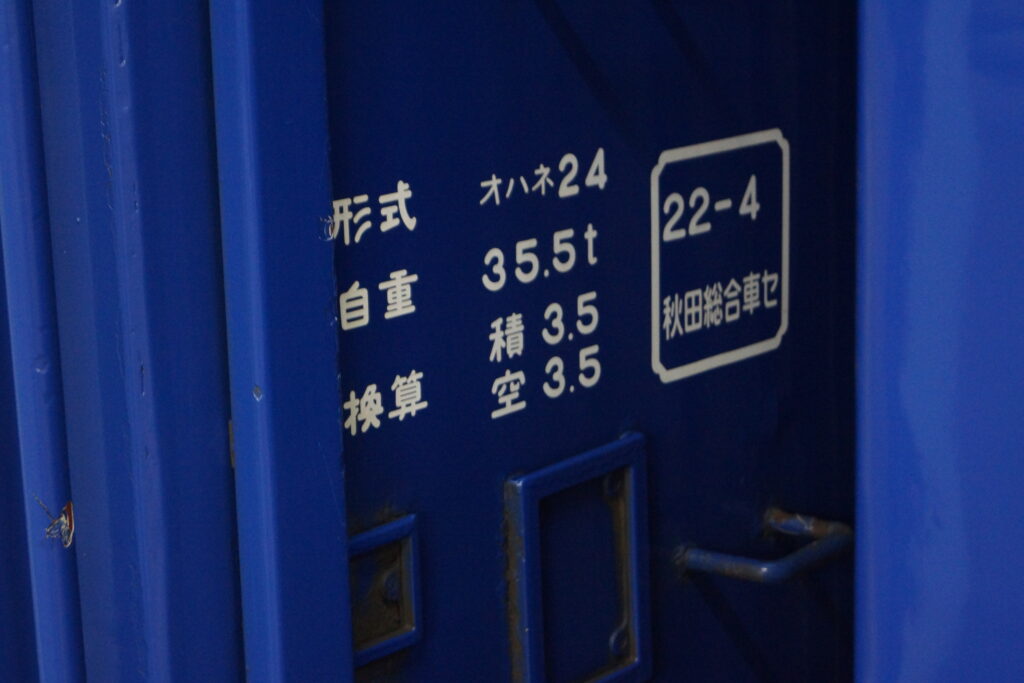 形式 オハネ24
自重 35.5t
換算 積 3.5
空 3.5
22-4
秋田総合車セ